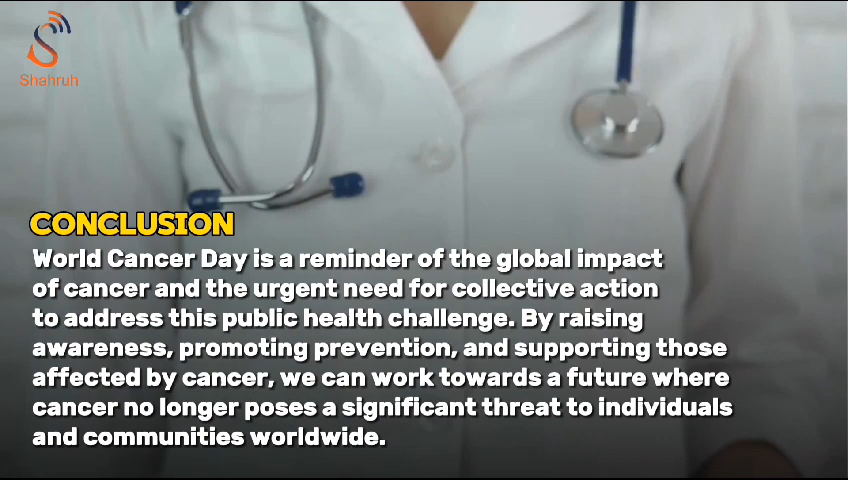 Shahruh
CONCLUSION
World Cancer Day is a reminder of the global impact
of cancer and the urgent need for collective action
to address this public health challenge. By raising
awareness, promoting prevention, and supporting those
affected by cancer, we can work towards a future where
cancer no longer poses a significant threat to individuals
and communities worldwide.